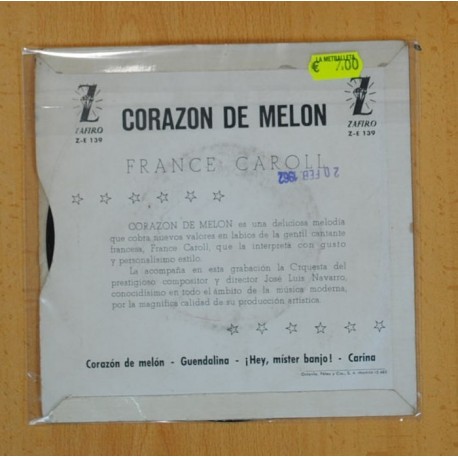 LA METRALLETA
€ 7.00
Z
ZAFIRO
Z-E 139
CORAZON DE MELON
Z
ZAFIRO
Z-E 139
FRANCE CAROLL
20 FEB 1962
CORAZON DE MELON es una deliciosa melodía
que cobra nuevos valores en labios de la gentil cantante
francesa, France Caroll, que la interpreta con gusto
y personalísimo estilo.
La acompaña en esta grabación la Orquesta del
prestigioso compositor y director José Luis Navarro,
conocidísimo en todo el ámbito de la música moderna,
por la magnífica calidad de su producción artística.
Corazón de melón - Guendalina - ¡Hey, míster banjo! - Carina